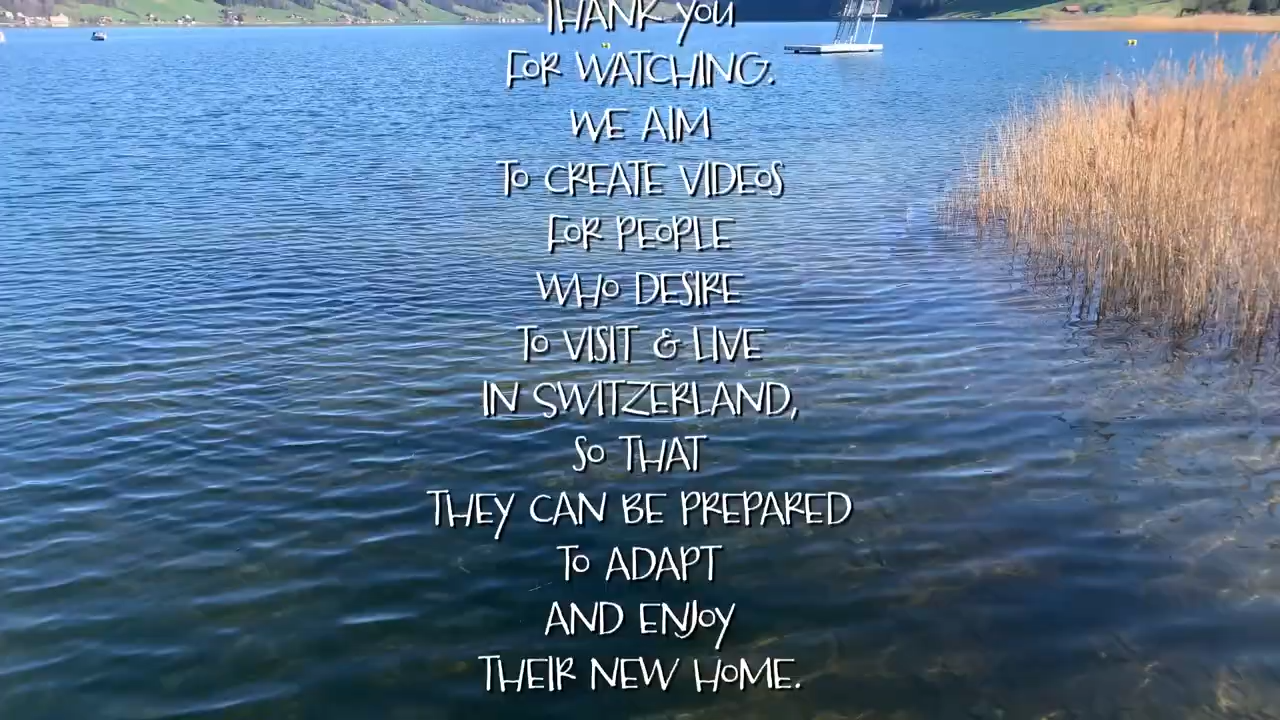 THANK YOU
FOR WATCHING.
WE AIM
TO CREATE VIDEOS
FOR PEOPLE
WHO DESIRE
TO VISIT & LIVE
IN SWITZERLAND,
SO THAT
THEY CAN BE PREPARED
TO ADAPT
AND ENJOY
THEIR NEW HOME.